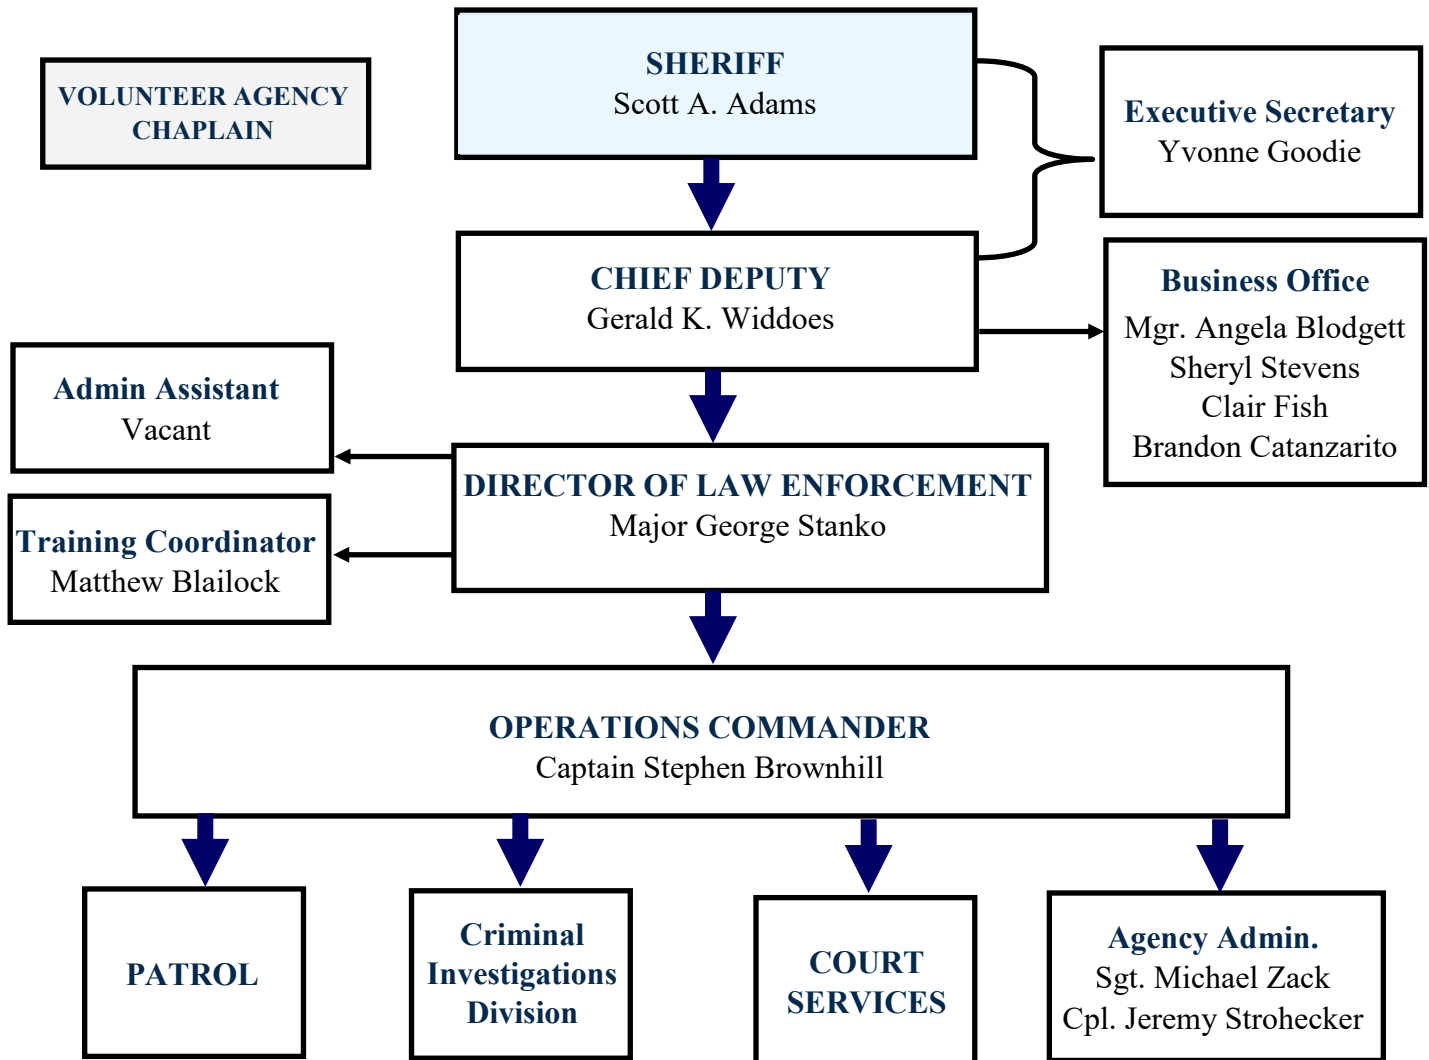 SHERIFF
Scott A. Adams
VOLUNTEER AGENCY
CHAPLAIN
Executive Secretary
Yvonne Goodie
CHIEF DEPUTY
Gerald K. Widdoes
Business Office
Mgr. Angela Blodgett
Sheryl Stevens
Clair Fish
Brandon Catanzarito
Admin Assistant
Vacant
DIRECTOR OF LAW ENFORCEMENT
Major George Stanko
Training Coordinator
Matthew Blailock
OPERATIONS COMMANDER
Captain Stephen Brownhill
PATROL
Criminal
Investigations
Division
COURT
SERVICES
Agency Admin.
Sgt. Michael Zack
Cpl. Jeremy Strohecker